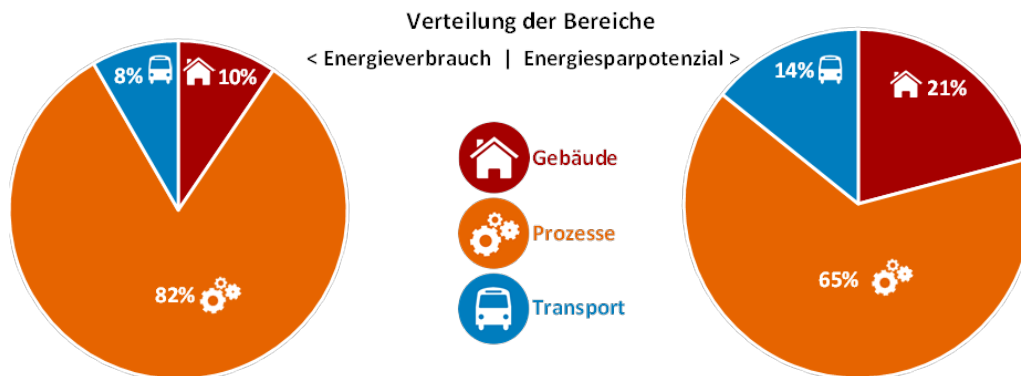 Verteilung der Bereiche
< Energieverbrauch | Energiesparpotenzial >
8%
10%
82%
Gebäude
Prozesse
Transport
14%
21%
65%